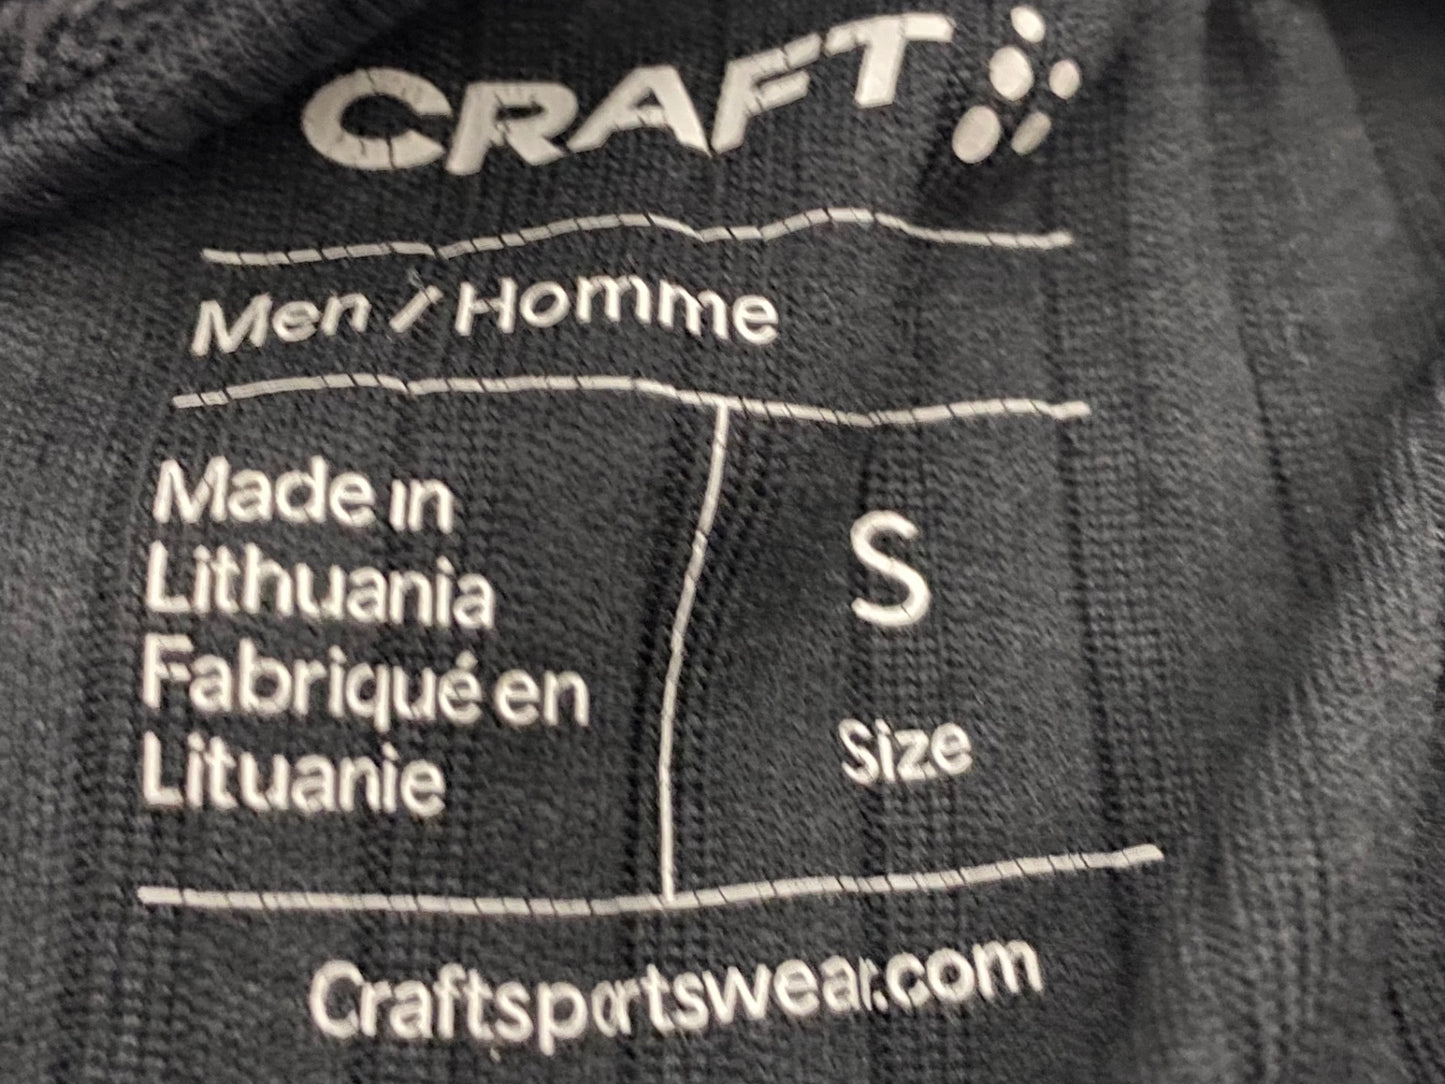 CRAFT
Men / Homme
Made in
Lithuania
Fabriqué en
Lituanie
S
Size
Craftsportswear.com